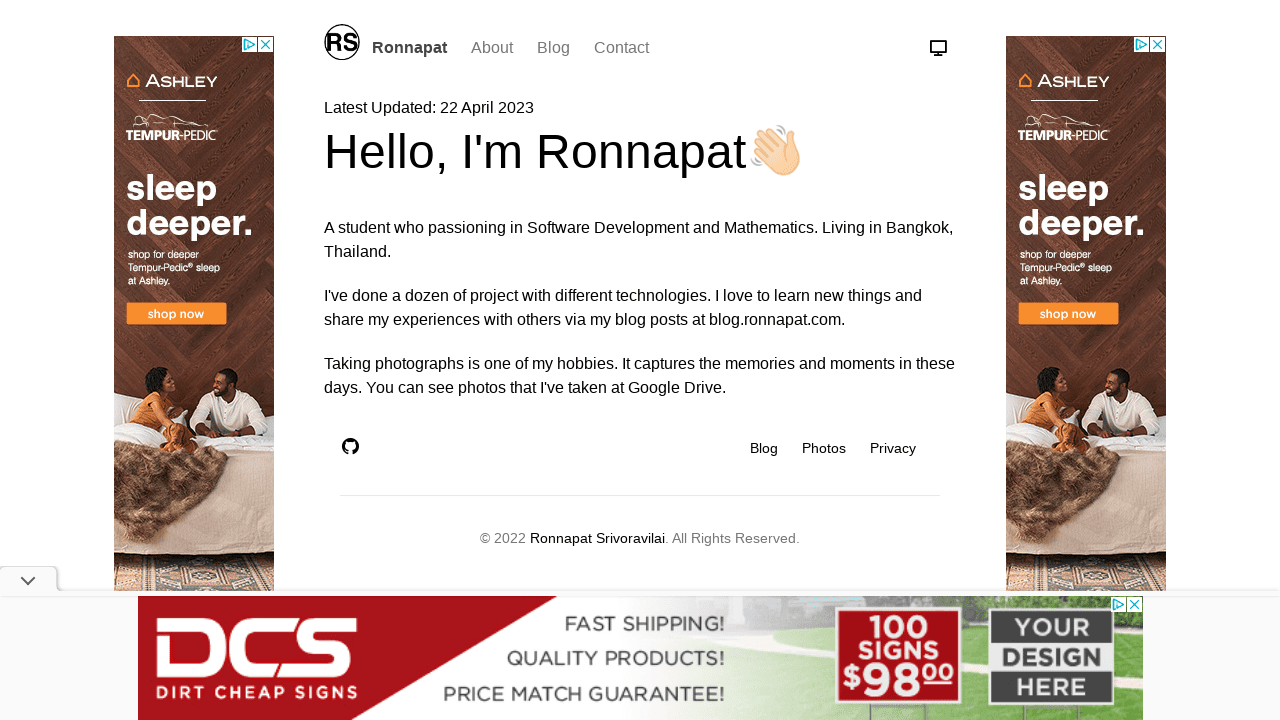 RS
Ronnapat About Blog Contact
Latest Updated: 22 April 2023
Hello, I'm Ronnapat
A student who passioning in Software Development and Mathematics. Living in Bangkok,
Thailand.
I've done a dozen of project with different technologies. I love to learn new things and
share my experiences with others via my blog posts at blog.ronnapat.com.
Taking photographs is one of my hobbies. It captures the memories and moments in these
days. You can see photos that I've taken at Google Drive.
Blog Photos Privacy
© 2022 Ronnapat Srivoravilai. All Rights Reserved.
ASHLEY
TEMPUR-PEDIC
sleep
deeper.
shop for deeper
Tempur-Pedic® sleep
at Ashley.
shop now
ASHLEY
TEMPUR-PEDIC
sleep
deeper.
shop for deeper
Tempur-Pedic® sleep
at Ashley.
shop now
DCS
DIRT CHEAP SIGNS
FAST SHIPPING!
QUALITY PRODUCTS!
PRICE MATCH GUARANTEE!
100
SIGNS
$98.00
YOUR
DESIGN
HERE